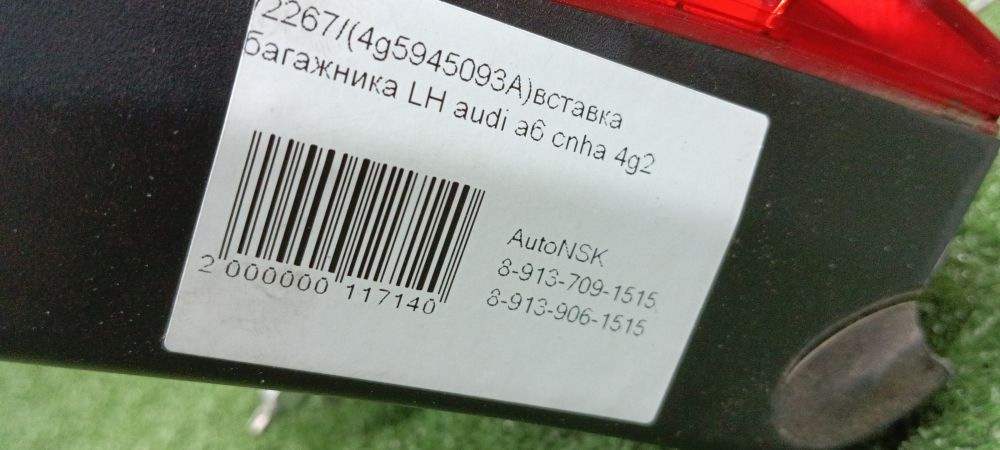 2267/(4g5945093A)вставка
багажника LH audi a6 cnha 4g2
2 000000 117140
AutoNSK
8-913-709-1515
8-913-906-1515